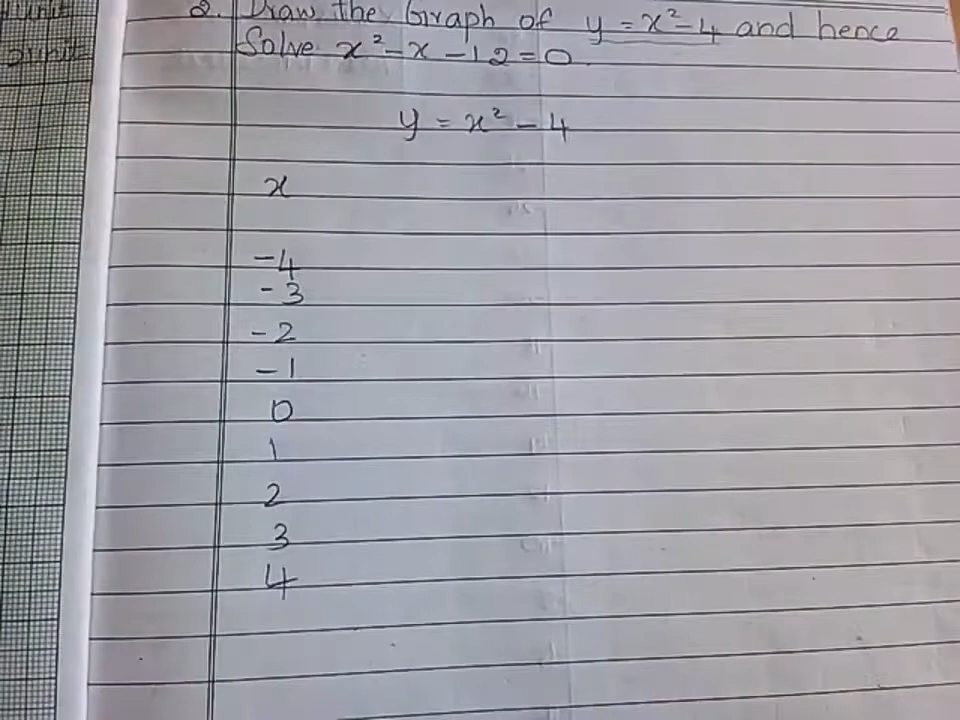 2. Draw the Graph of y = x² - 4 and hence
Solve x² - x - 12 = 0.
y = x² - 4
x
-4
-3
-2
-1
0
1
2
3
4